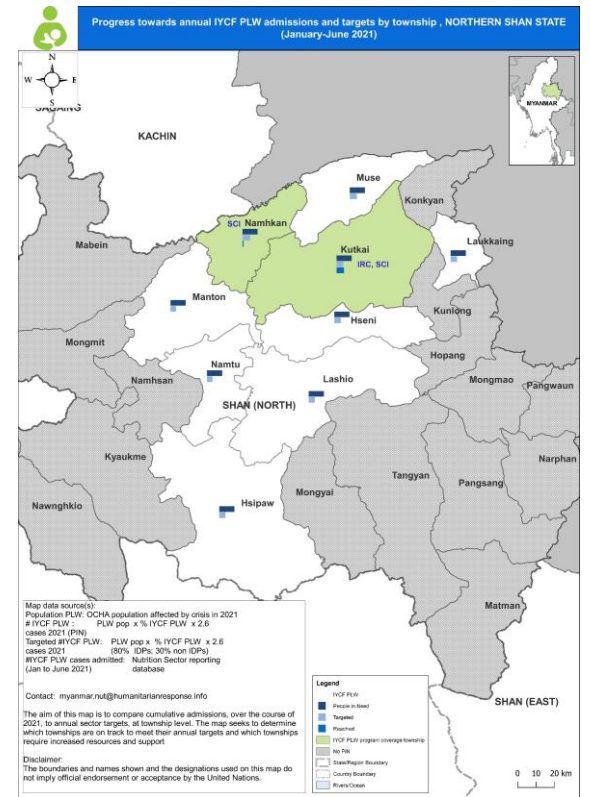 Progress towards annual IYCF PLW admissions and targets by township , NORTHERN SHAN STATE
(January-June 2021)
N
W E
S
SAGAING
KACHIN
MYANMAR
Muse
Konkyan
SCI Namhkan
Laukkaing
Mabein
Kutkai
IRC, SCI
Manton
Kunlong
Hseni
Mongmit
Hopang
Namtu
Namhsan
Lashio
Mongmao
Pangwaun
SHAN (NORTH)
Kyaukme
Narphan
Tangyan
Pangsang
Mongyai
Hsipaw
Nawnghkio
Matman
SHAN (EAST)
Map data source(s):
Population PLW: OCHA population affected by crisis in 2021
# IYCF PLW : PLW pop x % IYCF PLW x 2.6
cases 2021 (PIN)
Targeted #IYCF PLW: PLW pop x % IYCF PLW x 2.6
cases 2021 (80% IDPs; 30% non IDPs)
#IYCF PLW cases admitted: Nutrition Sector reporting
(Jan to June 2021) database
Contact: myanmar.nut@humanitarianresponse.info
The aim of this map is to compare cumulative admissions, over the course of
2021, to annual sector targets, at township level. The map seeks to determine
which townships are on track to meet their annual targets and which townships
require increased resources and support
Disclaimer:
The boundaries and names shown and the designations used on this map do
not imply official endorsement or acceptance by the United Nations.
Legend
IYCF PLW
People in Need
Targeted
Reached
IYCF PLW program coverage township
No PIN
State/Region Boundary
Country Boundary
Rivers/Ocean
0 10 20 km